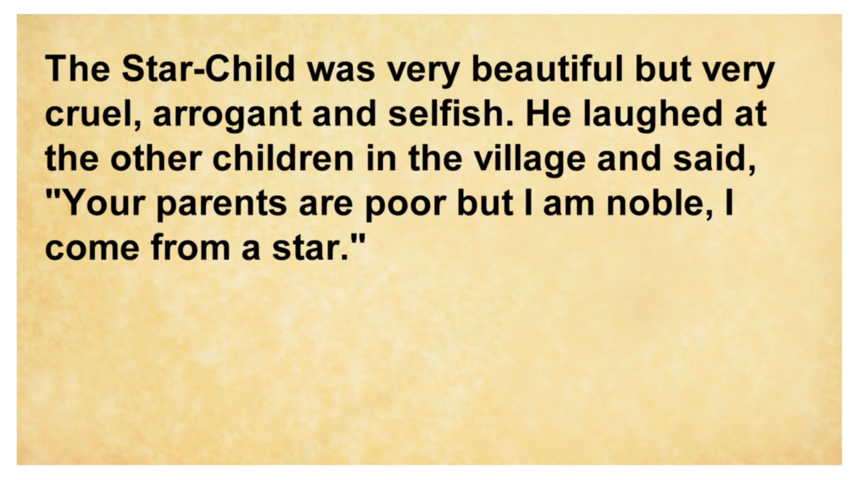 The Star-Child was very beautiful but very
cruel, arrogant and selfish. He laughed at
the other children in the village and said,
"Your parents are poor but I am noble, I
come from a star."